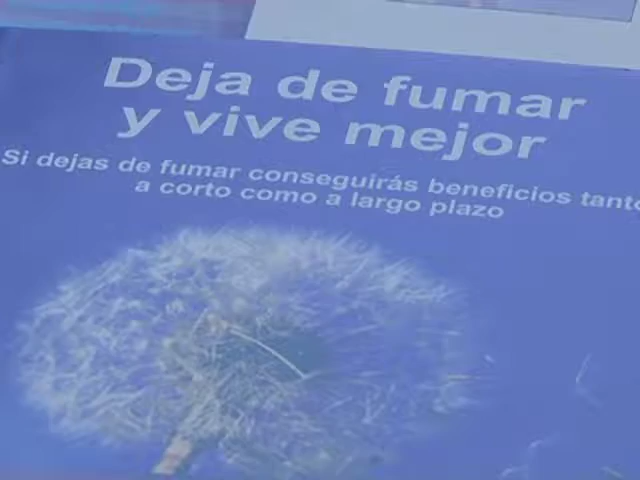 Deja de fumar
y vive mejor
Si dejas de fumar conseguirás beneficios tanto
a corto como a largo plazo